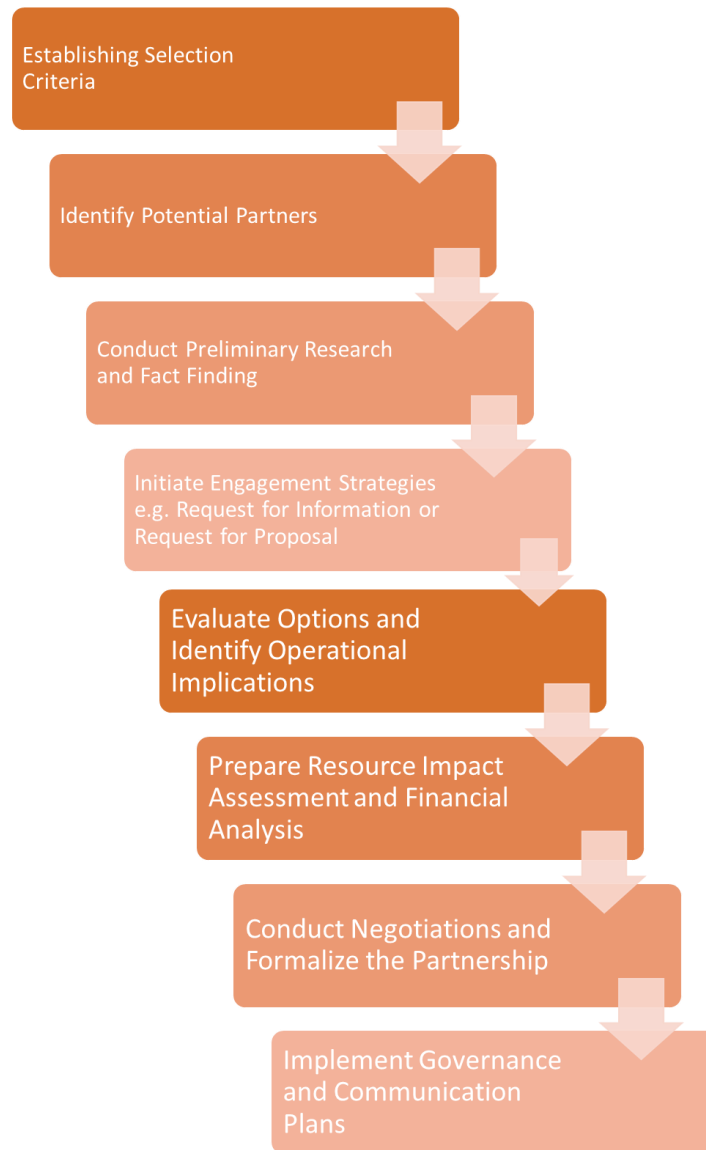 Establishing Selection
Criteria
Identify Potential Partners
Conduct Preliminary Research
and Fact Finding
Initiate Engagement Strategies
e.g. Request for Information or
Request for Proposal
Evaluate Options and
Identify Operational
Implications
Prepare Resource Impact
Assessment and Financial
Analysis
Conduct Negotiations and
Formalize the Partnership
Implement Governance
and Communication
Plans